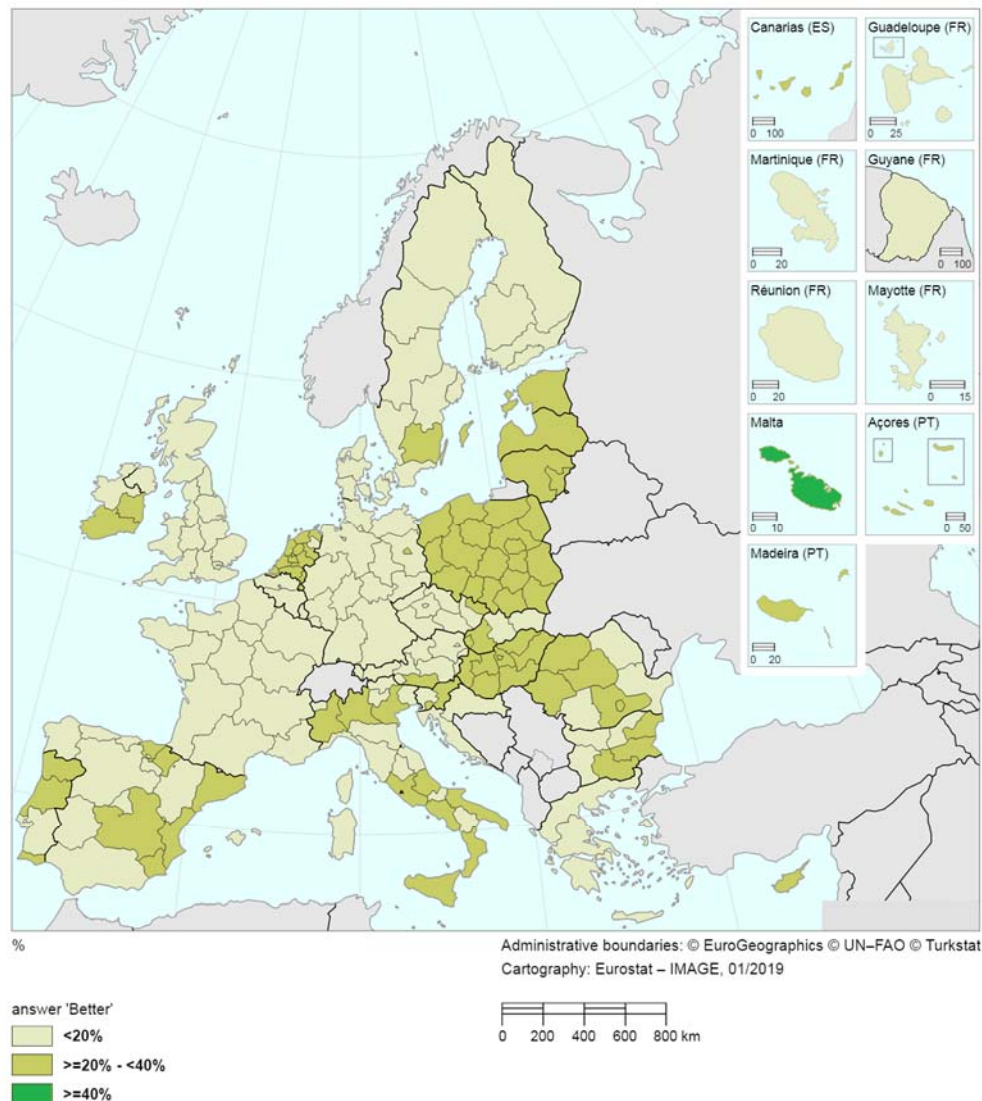 Canarias (ES)
0 100
Guadeloupe (FR)
0 25
Martinique (FR)
0 20
Guyane (FR)
0 100
Réunion (FR)
0 20
Mayotte (FR)
0 15
Malta
0 10
Açores (PT)
0 50
Madeira (PT)
0 20
%
Administrative boundaries: © EuroGeographics © UN–FAO © Turkstat
Cartography: Eurostat – IMAGE, 01/2019
answer 'Better'
<20%
>=20% - <40%
>=40%
0 200 400 600 800 km